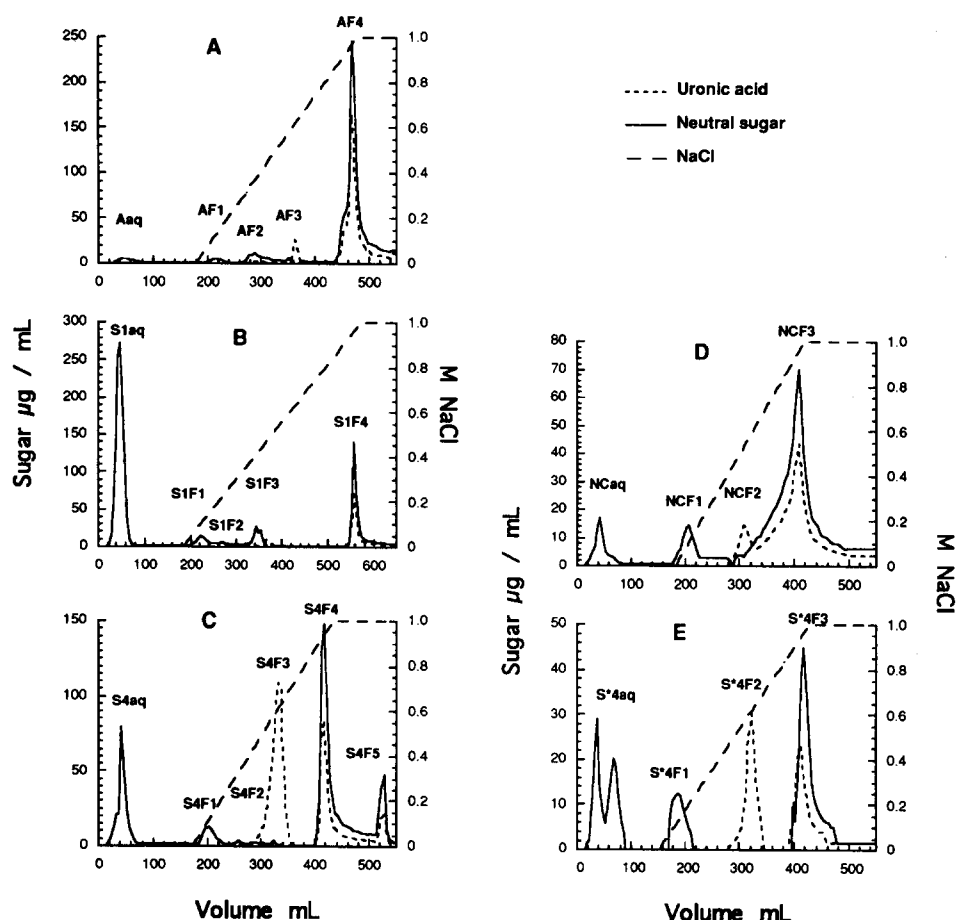 A
AF4
250
200
150
100
50
0
1.0
0.8
0.6
0.4
0.2
0
Aaq
AF1
AF2
AF3
0 100 200 300 400 500
Uronic acid
Neutral sugar
NaCl
B
S1aq
300
250
200
150
100
50
0
1.0
0.8
0.6
0.4
0.2
0
S1F1
S1F2
S1F3
S1F4
0 100 200 300 400 500 600
Sugar µg / mL
M NaCl
C
S4aq
150
100
50
0
1.0
0.8
0.6
0.4
0.2
0
S4F1
S4F2
S4F3
S4F4
S4F5
0 100 200 300 400 500
Volume mL
D
NCF3
80
70
60
50
40
30
20
10
0
1.0
0.8
0.6
0.4
0.2
0
NCaq
NCF1
NCF2
0 100 200 300 400 500
Sugar µg / mL
M NaCl
E
S*4F3
50
40
30
20
10
0
1.0
0.8
0.6
0.4
0.2
0
S*4aq
S*4F1
S*4F2
0 100 200 300 400 500
Volume mL